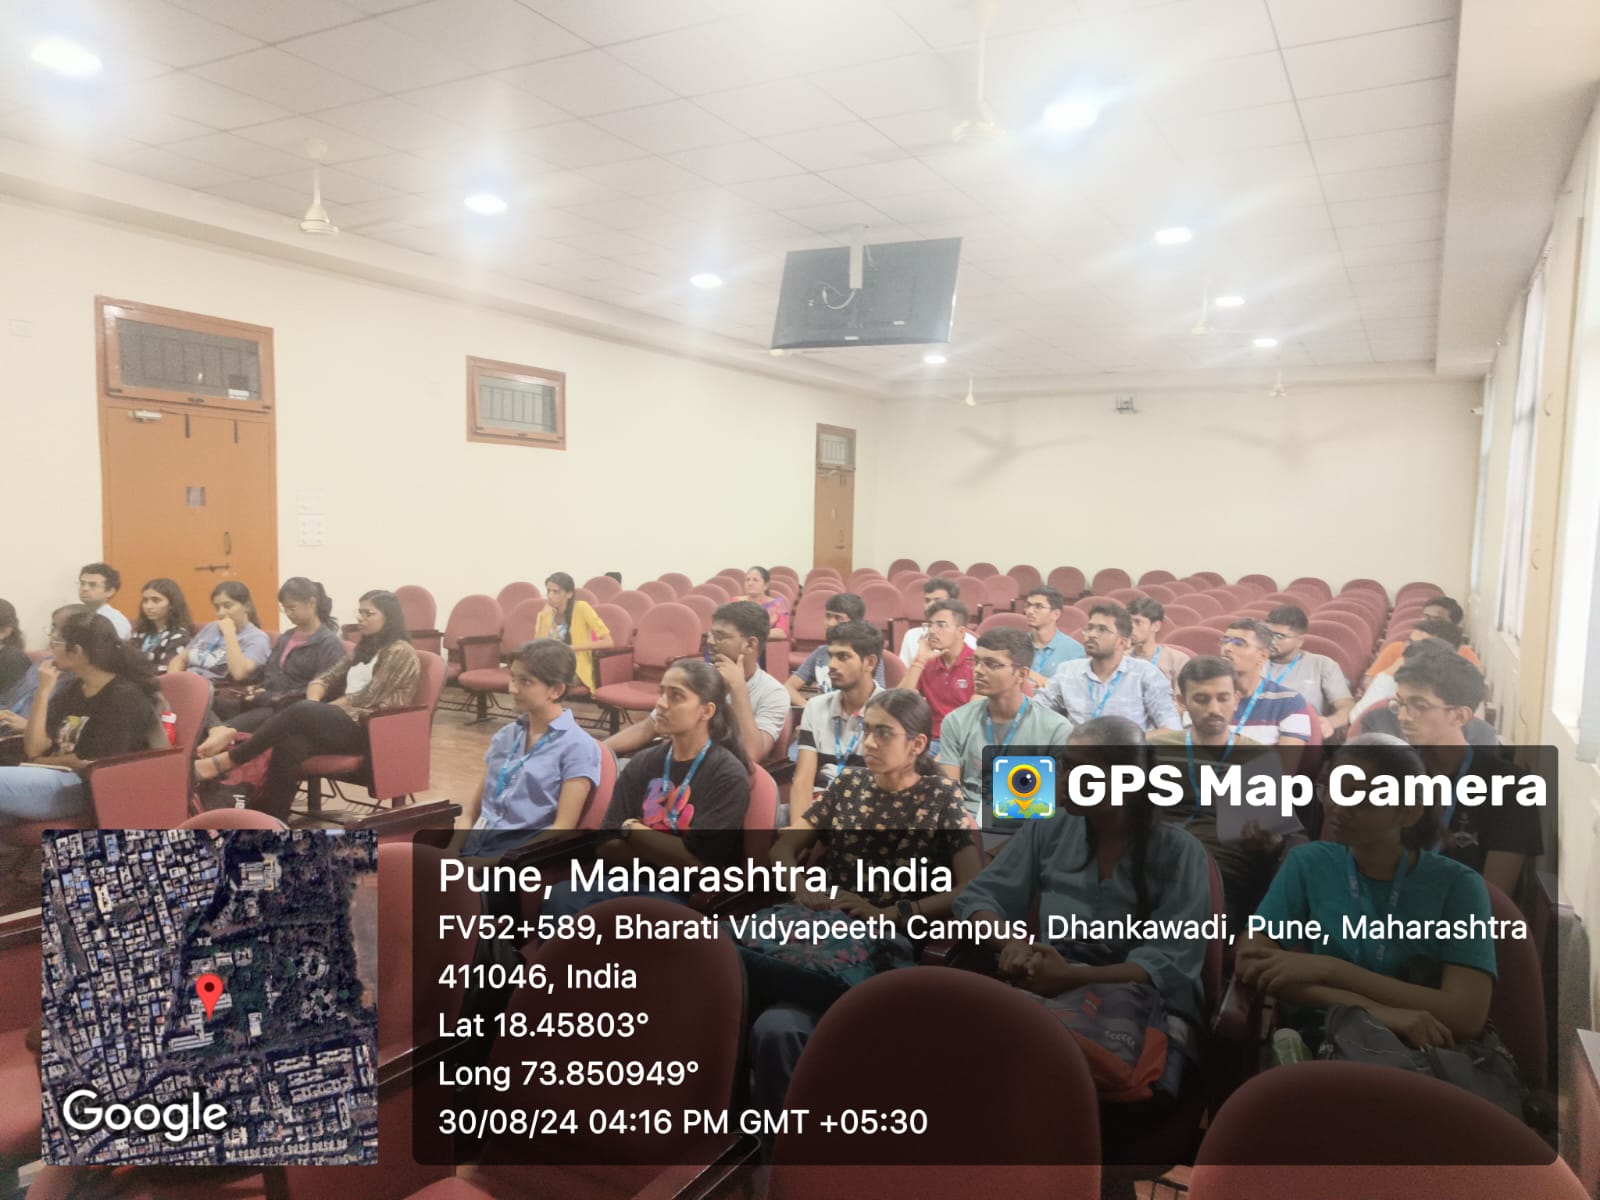 GPS Map Camera
Pune, Maharashtra, India
FV52+589, Bharati Vidyapeeth Campus, Dhankawadi, Pune, Maharashtra
411046, India
Lat 18.45803°
Long 73.850949°
30/08/24 04:16 PM GMT +05:30
Google